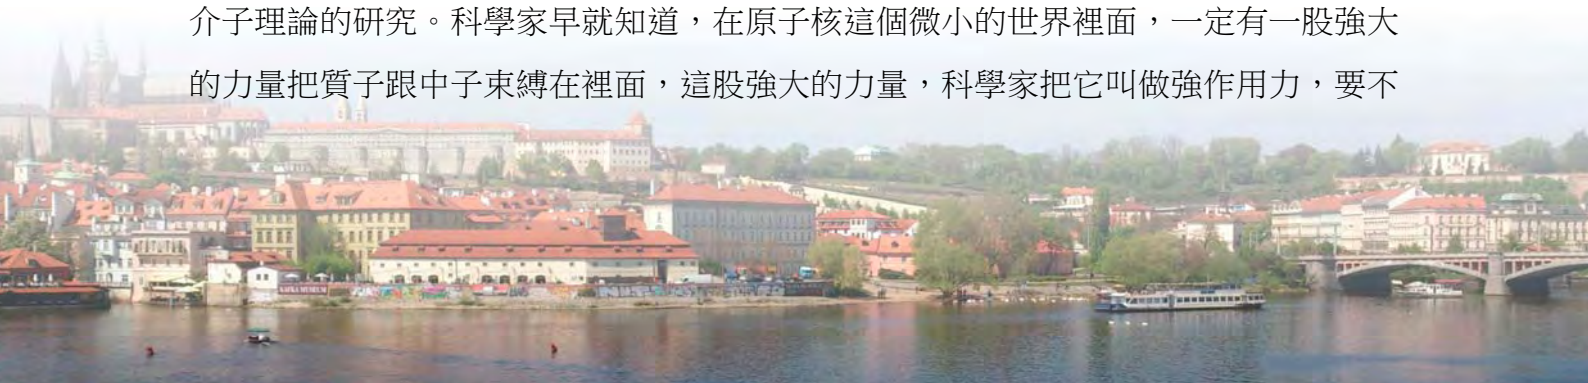 介子理論的研究。科學家早就知道，在原子核這個微小的世界裡面，一定有一股強大
的力量把質子跟中子束縛在裡面，這股強大的力量，科學家把它叫做強作用力，要不
KAFKA MUSEUM